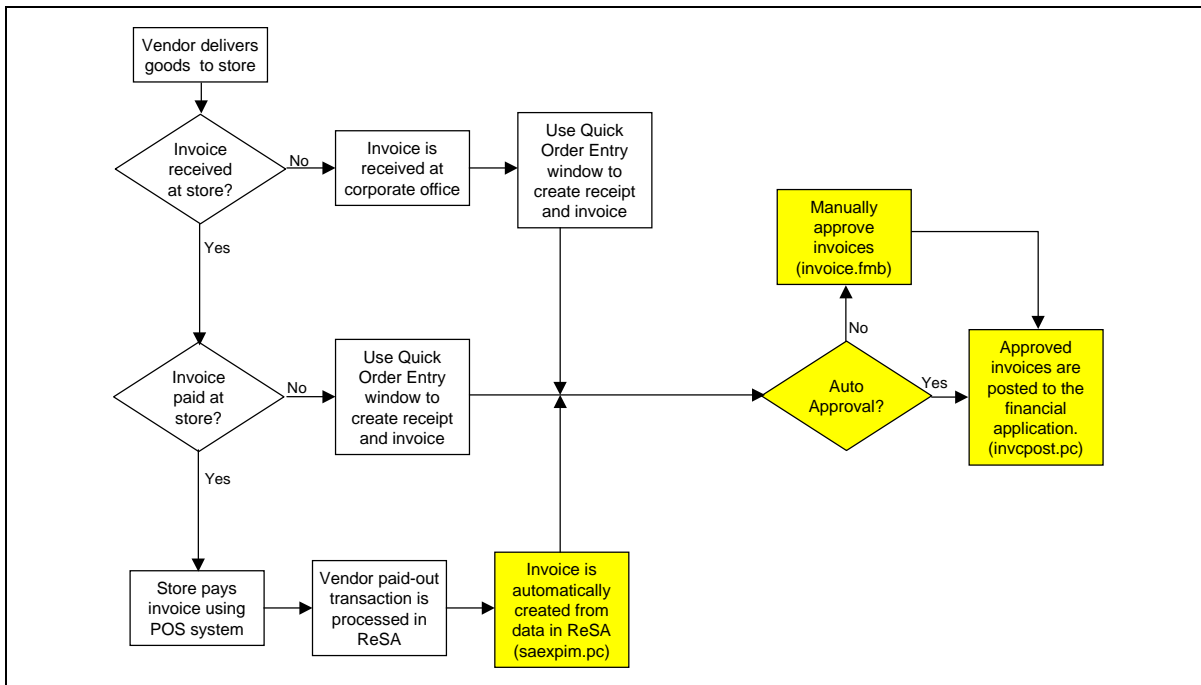 Vendor delivers
goods to store
Invoice
received
at store?
No
Invoice is
received at
corporate office
Use Quick
Order Entry
window to
create receipt
and invoice
Yes
Invoice
paid at
store?
No
Use Quick
Order Entry
window to
create receipt
and invoice
Yes
Store pays
invoice using
POS system
Vendor paid-out
transaction is
processed in
ReSA
Invoice is
automatically
created from
data in ReSA
(saexpim.pc)
Auto
Approval?
No
Manually
approve
invoices
(invoice.fmb)
Yes
Approved
invoices are
posted to the
financial
application.
(invcpost.pc)